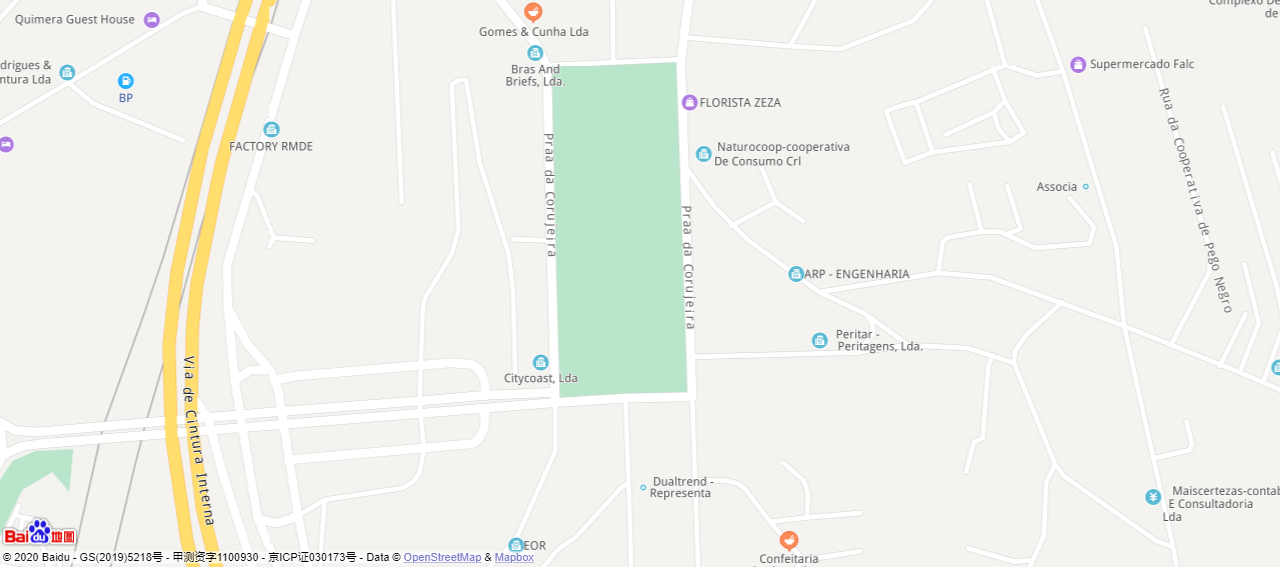 Complexo De
de
Quimera Guest House
Gomes & Cunha Lda
drigues &
ntura Lda
Bras And
Briefs, Lda.
Supermercado Falc
BP
FLORISTA ZEZA
FACTORY RMDE
Naturocoop-cooperativa
De Consumo Crl
Praa da Corujeira
Rua da Cooperativa de Pego Negro
Associa
Praa da Corujeira
ARP - ENGENHARIA
Peritar -
Peritagens, Lda.
Citycoast, Lda
Via de Cintura Interna
Dualtrend -
Representa
Maiscertezas-contab
E Consultadoria
Lda
EOR
Confeitaria
Bai du 地图
© 2020 Baidu - GS(2019)5218号 - 甲测资字1100930 - 京ICP证030173号 - Data © OpenStreetMap & Mapbox